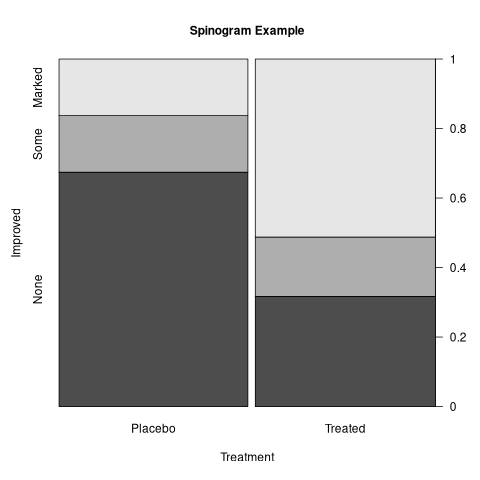 Spinogram Example
Improved
Marked
Some
None
1
0.8
0.6
0.4
0.2
0
Placebo
Treated
Treatment